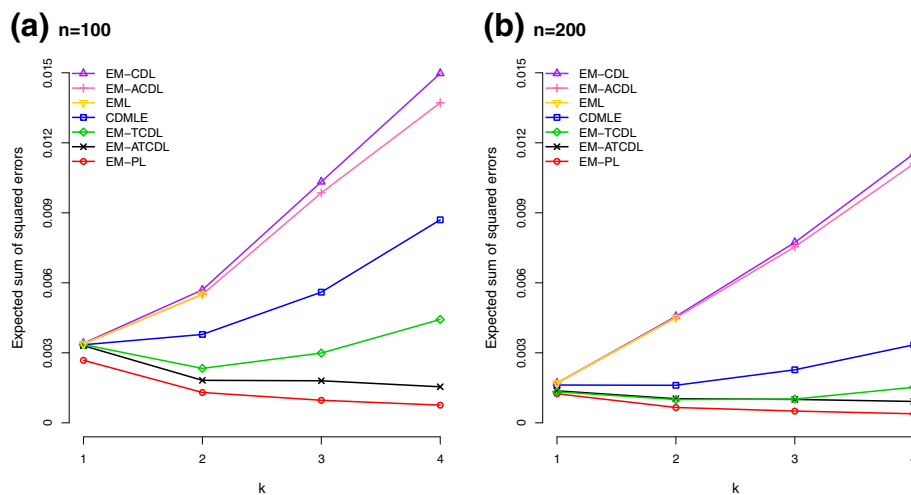 (a) n=100
Expected sum of squared errors
0.015
0.012
0.009
0.006
0.003
0
EM−CDL
EM−ACDL
EML
CDMLE
EM−TCDL
EM−ATCDL
EM−PL
1 2 3 4
k
(b) n=200
Expected sum of squared errors
0.015
0.012
0.009
0.006
0.003
0
EM−CDL
EM−ACDL
EML
CDMLE
EM−TCDL
EM−ATCDL
EM−PL
1 2 3
k